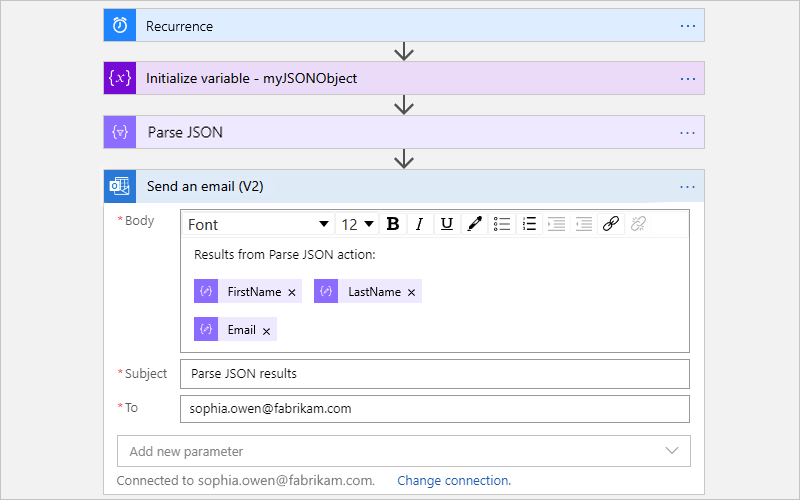 Recurrence
{x} Initialize variable - myJSONObject
Parse JSON
Send an email (V2)
* Body
Font 12 B I U
Results from Parse JSON action:
FirstName × LastName ×
Email ×
* Subject Parse JSON results
* To sophia.owen@fabrikam.com
Add new parameter
Connected to sophia.owen@fabrikam.com. Change connection.